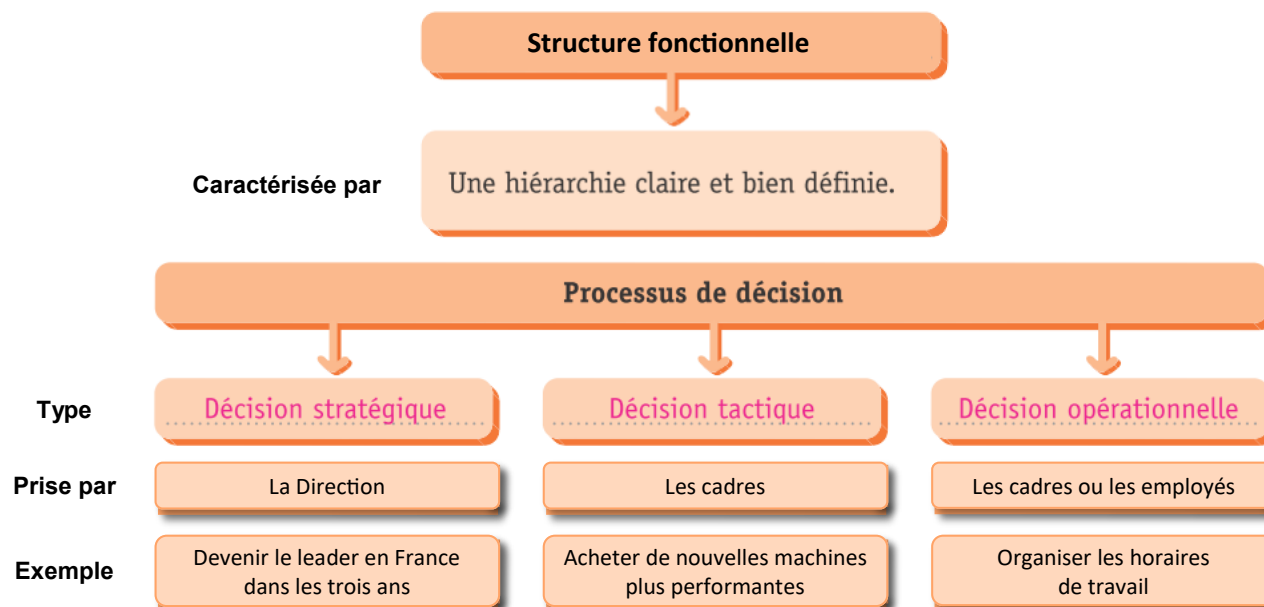 Structure fonctionnelle
Caractérisée par
Une hiérarchie claire et bien définie.
Processus de décision
Type
Décision stratégique
Décision tactique
Décision opérationnelle
Prise par
La Direction
Les cadres
Les cadres ou les employés
Exemple
Devenir le leader en France
dans les trois ans
Acheter de nouvelles machines
plus performantes
Organiser les horaires
de travail